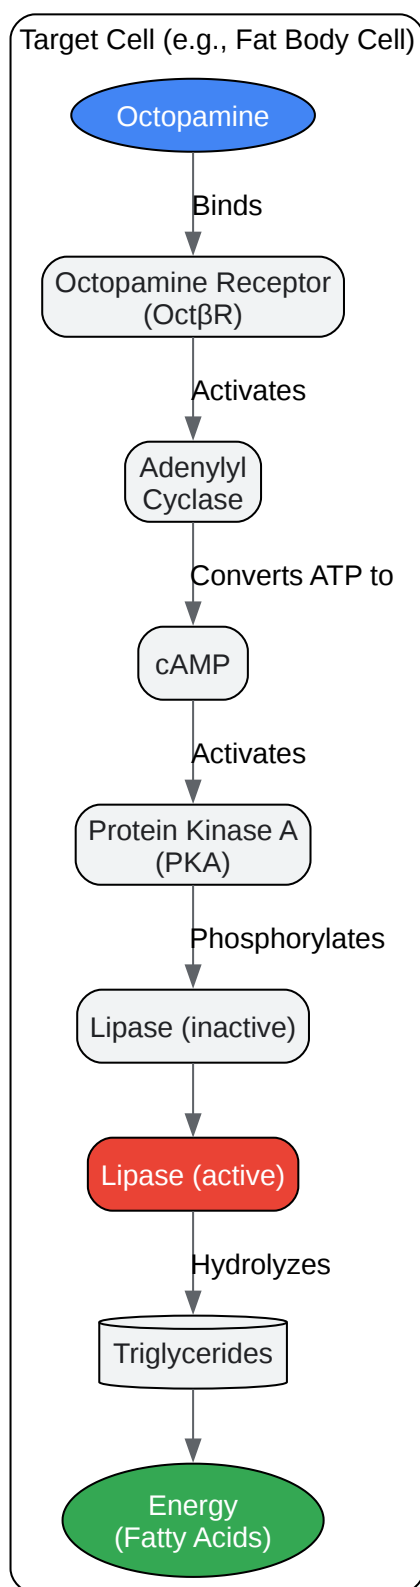 Target Cell (e.g., Fat Body Cell)
Octopamine
Binds
Octopamine Receptor
(OctβR)
Activates
Adenylyl
Cyclase
Converts ATP to
cAMP
Activates
Protein Kinase A
(PKA)
Phosphorylates
Lipase (inactive)
Lipase (active)
Hydrolyzes
Triglycerides
Energy
(Fatty Acids)